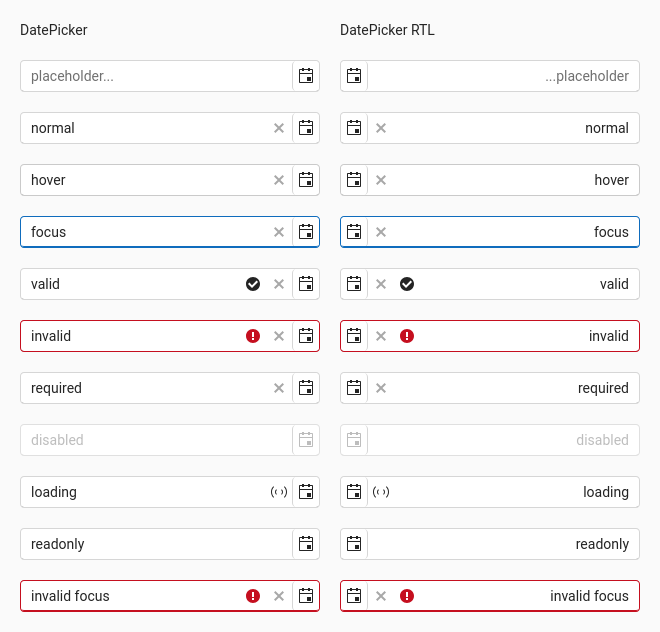 DatePicker
DatePicker RTL
placeholder...
...placeholder
normal
normal
hover
hover
focus
focus
valid
valid
invalid
invalid
required
required
disabled
disabled
loading
loading
readonly
readonly
invalid focus
invalid focus